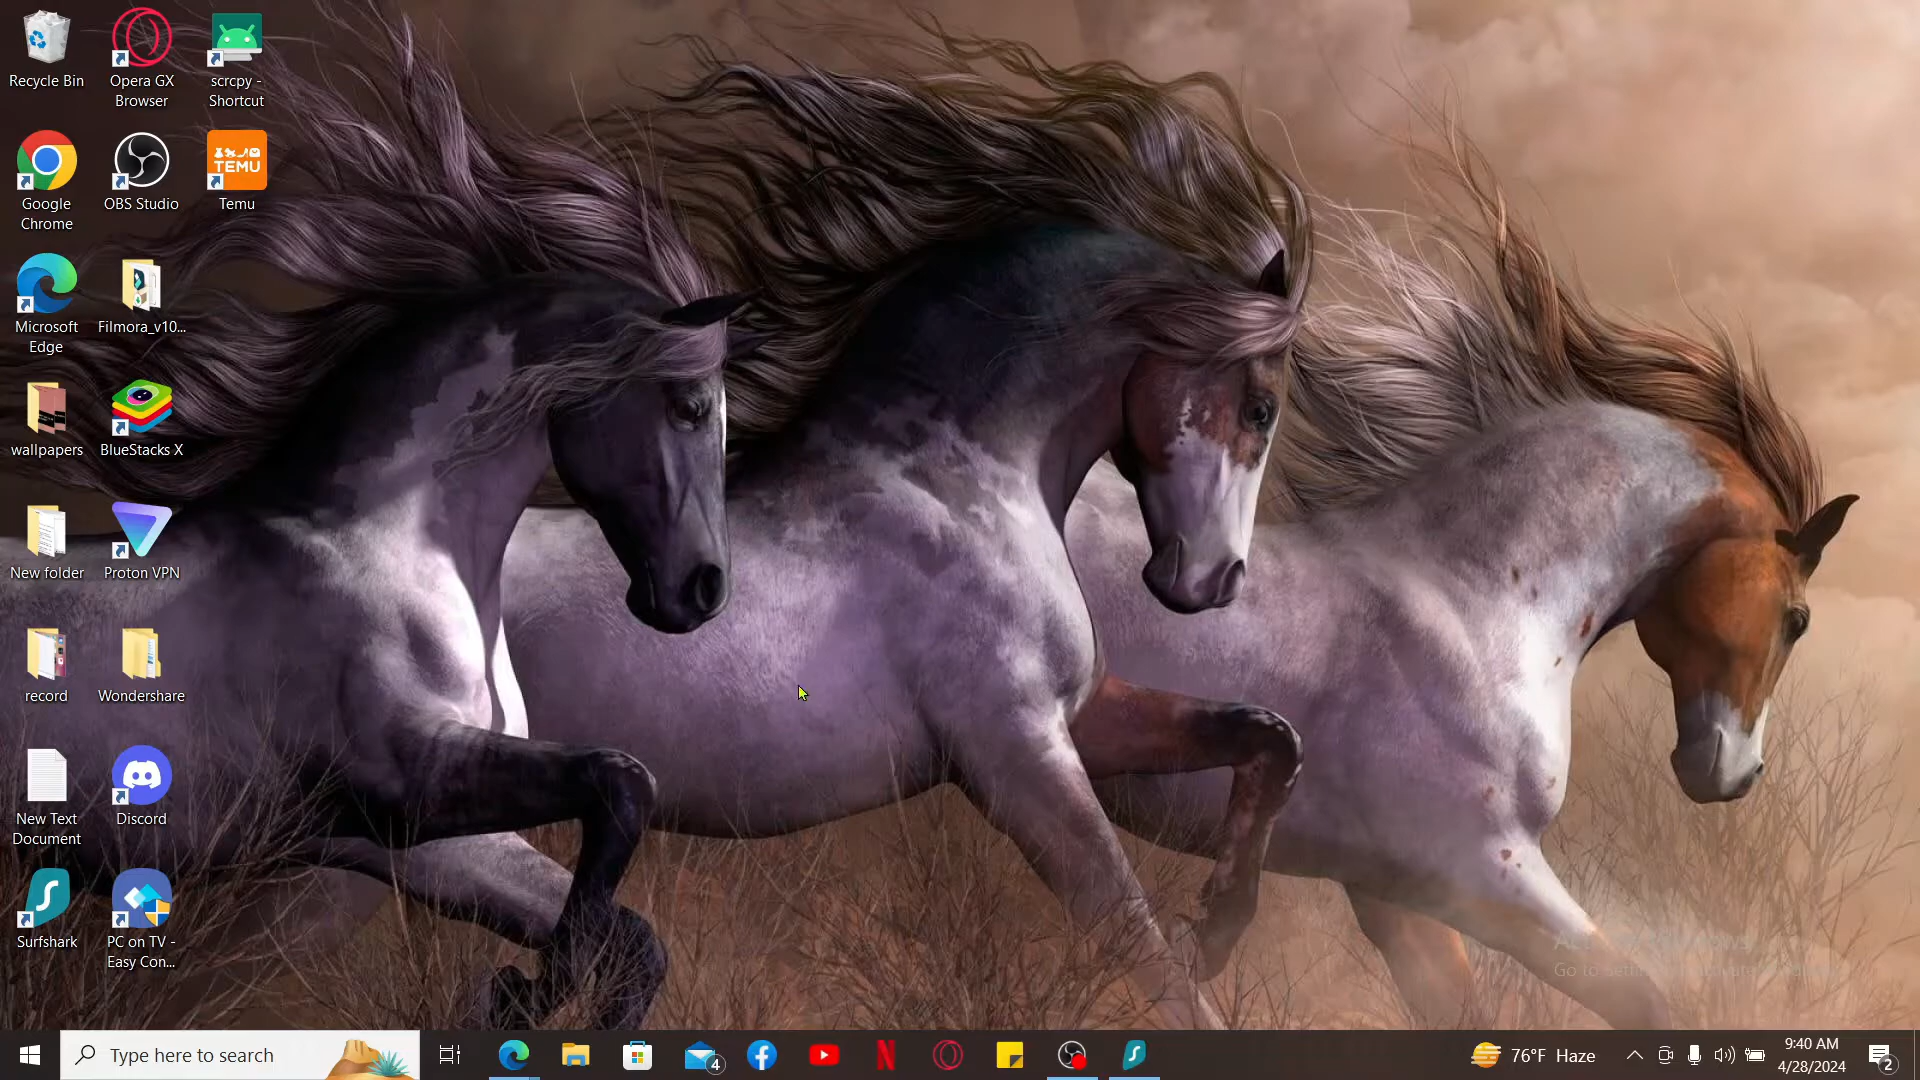 Recycle Bin
Opera GX
Browser
scrcpy -
Shortcut
Google
Chrome
OBS Studio
TEMU
Temu
Microsoft
Edge
Filmora_v10...
wallpapers
BlueStacks X
New folder
Proton VPN
record
Wondershare
New Text
Document
Discord
Surfshark
PC on TV -
Easy Con...
Go to
Type here to search
4
76°F Haze
9:40 AM
4/28/2024
2